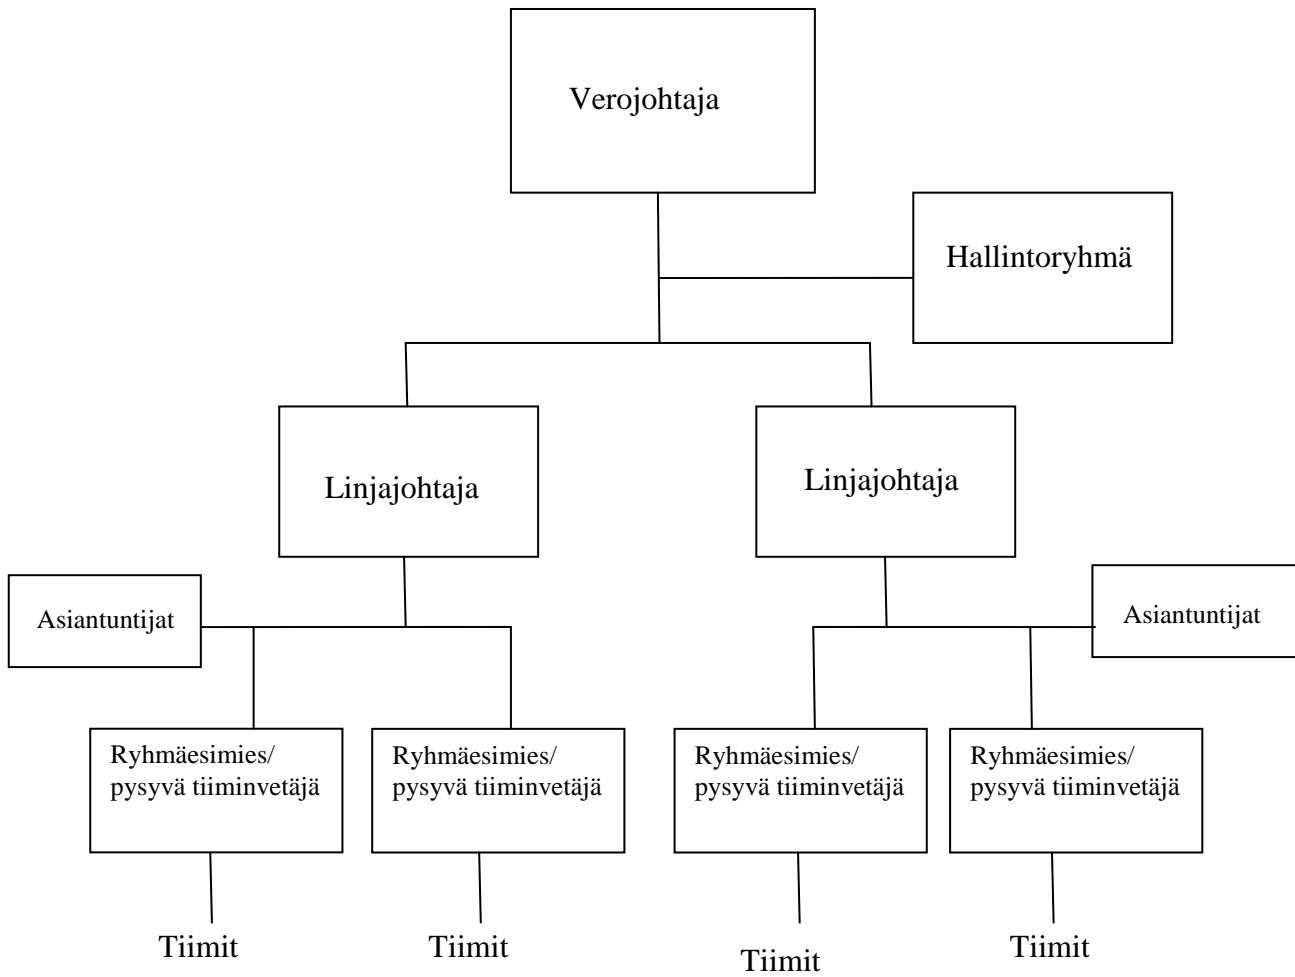 Verojohtaja
Hallintoryhmä
Linjajohtaja
Linjajohtaja
Asiantuntijat
Asiantuntijat
Ryhmäesimies/
pysyvä tiiminvetäjä
Ryhmäesimies/
pysyvä tiiminvetäjä
Ryhmäesimies/
pysyvä tiiminvetäjä
Ryhmäesimies/
pysyvä tiiminvetäjä
Tiimit
Tiimit
Tiimit
Tiimit